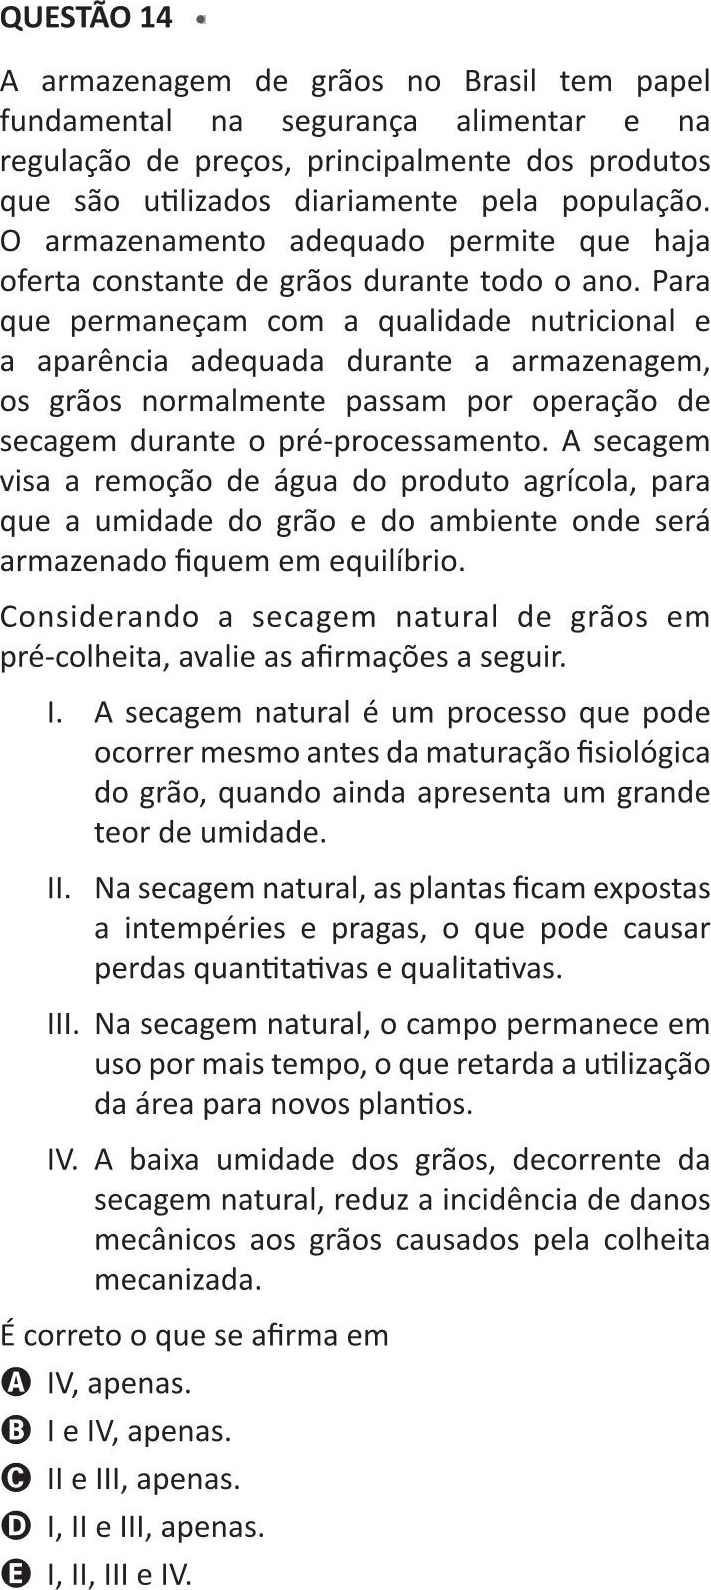 QUESTÃO 14
A armazenagem de grãos no Brasil tem papel
fundamental na segurança alimentar e na
regulação de preços, principalmente dos produtos
que são utilizados diariamente pela população.
O armazenamento adequado permite que haja
oferta constante de grãos durante todo o ano. Para
que permaneçam com a qualidade nutricional e
a aparência adequada durante a armazenagem,
os grãos normalmente passam por operação de
secagem durante o pré-processamento. A secagem
visa a remoção de água do produto agrícola, para
que a umidade do grão e do ambiente onde será
armazenado fiquem em equilíbrio.
Considerando a secagem natural de grãos em
pré-colheita, avalie as afirmações a seguir.
I. A secagem natural é um processo que pode
ocorrer mesmo antes da maturação fisiológica
do grão, quando ainda apresenta um grande
teor de umidade.
II. Na secagem natural, as plantas ficam expostas
a intempéries e pragas, o que pode causar
perdas quantitativas e qualitativas.
III. Na secagem natural, o campo permanece em
uso por mais tempo, o que retarda a utilização
da área para novos plantios.
IV. A baixa umidade dos grãos, decorrente da
secagem natural, reduz a incidência de danos
mecânicos aos grãos causados pela colheita
mecanizada.
É correto o que se afirma em
A IV, apenas.
B I e IV, apenas.
C II e III, apenas.
D I, II e III, apenas.
E I, II, III e IV.